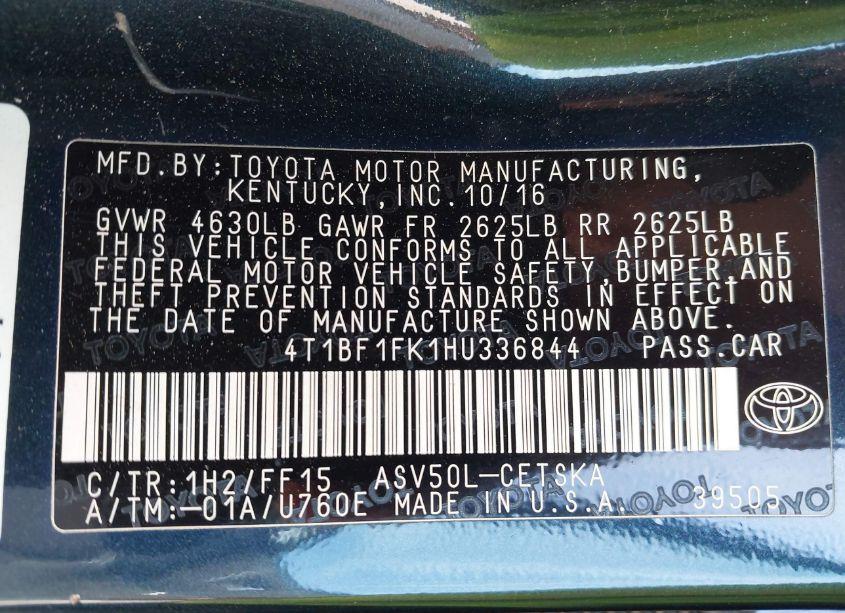 MFD.BY:TOYOTA MOTOR MANUFACTURING,
KENTUCKY,INC.10/16
GVWR 4630LB GAWR FR 2625LB RR 2625LB
THIS VEHICLE CONFORMS TO ALL APPLICABLE
FEDERAL MOTOR VEHICLE SAFETY,BUMPER,AND
THEFT PREVENTION STANDARDS IN EFFECT ON
THE DATE OF MANUFACTURE SHOWN ABOVE.
4T1BF1FK1HU336844 PASS.CAR
C/TR:1H2/FF15 ASV50L-CETSKA
A/TM:-01A/U760E MADE IN U.S.A. 39505